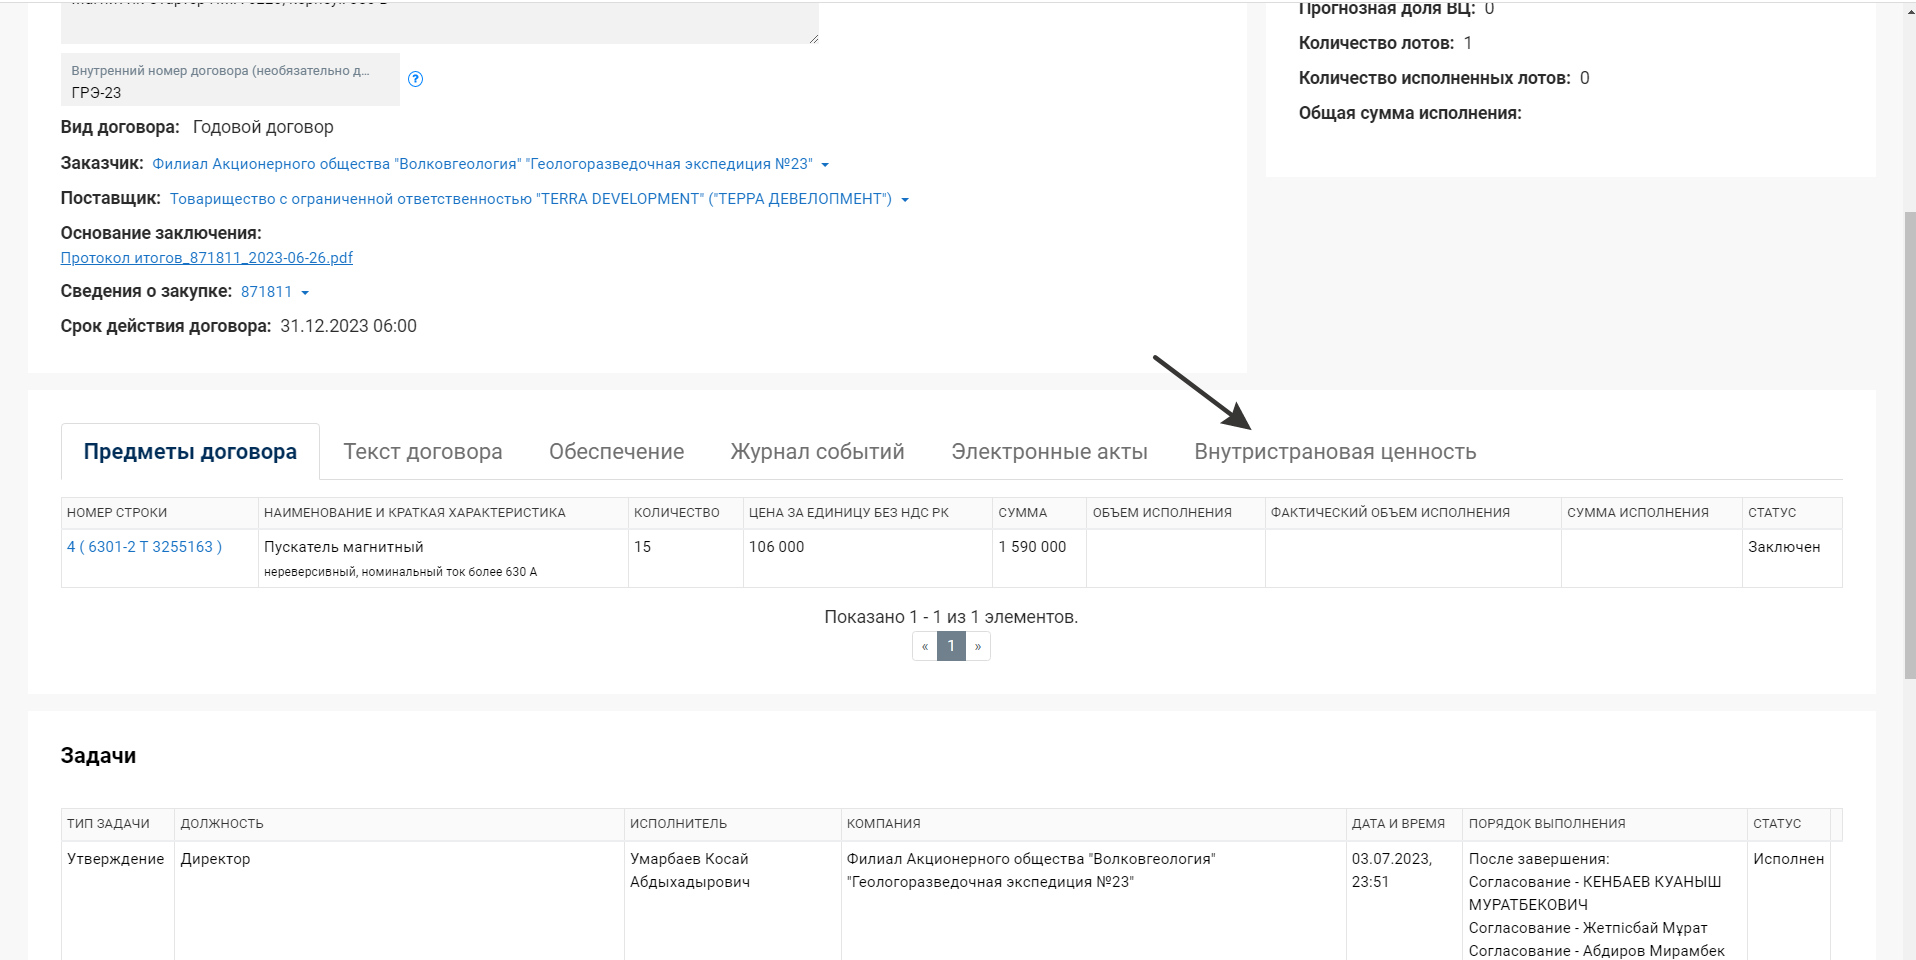 Прогнозная доля ВЦ: 0
Внутренний номер договора (необязательно д...
ГРЭ-23
Вид договора: Годовой договор
Заказчик: Филиал Акционерного общества "Волковгеология" "Геологоразведочная экспедиция №23"
Поставщик: Товарищество с ограниченной ответственностью "TERRA DEVELOPMENT" ("ТЕРРА ДЕВЕЛОПМЕНТ")
Основание заключения:
Протокол итогов_871811_2023-06-26.pdf
Сведения о закупке: 871811
Срок действия договора: 31.12.2023 06:00
Количество лотов: 1
Количество исполненных лотов: 0
Общая сумма исполнения:
Предметы договора Текст договора Обеспечение Журнал событий Электронные акты Внутристрановая ценность
НОМЕР СТРОКИ НАИМЕНОВАНИЕ И КРАТКАЯ ХАРАКТЕРИСТИКА КОЛИЧЕСТВО ЦЕНА ЗА ЕДИНИЦУ БЕЗ НДС РК СУММА ОБЪЕМ ИСПОЛНЕНИЯ ФАКТИЧЕСКИЙ ОБЪЕМ ИСПОЛНЕНИЯ СУММА ИСПОЛНЕНИЯ СТАТУС
4 ( 6301-2 Т 3255163 ) Пускатель магнитный 15 106 000 1 590 000 Заключен
нереверсивный, номинальный ток более 630 А
Показано 1 - 1 из 1 элементов.
« 1 »
Задачи
ТИП ЗАДАЧИ ДОЛЖНОСТЬ ИСПОЛНИТЕЛЬ КОМПАНИЯ ДАТА И ВРЕМЯ ПОРЯДОК ВЫПОЛНЕНИЯ СТАТУС
Утверждение Директор Умарбаев Косай Филиал Акционерного общества "Волковгеология" 03.07.2023, После завершения: Исполнен
Абдыхадырович "Геологоразведочная экспедиция №23" 23:51 Согласование - КЕНБАЕВ КУАНЫШ
МУРАТБЕКОВИЧ
Согласование - Жетпісбай Мұрат
Согласование - Абдиров Мирамбек